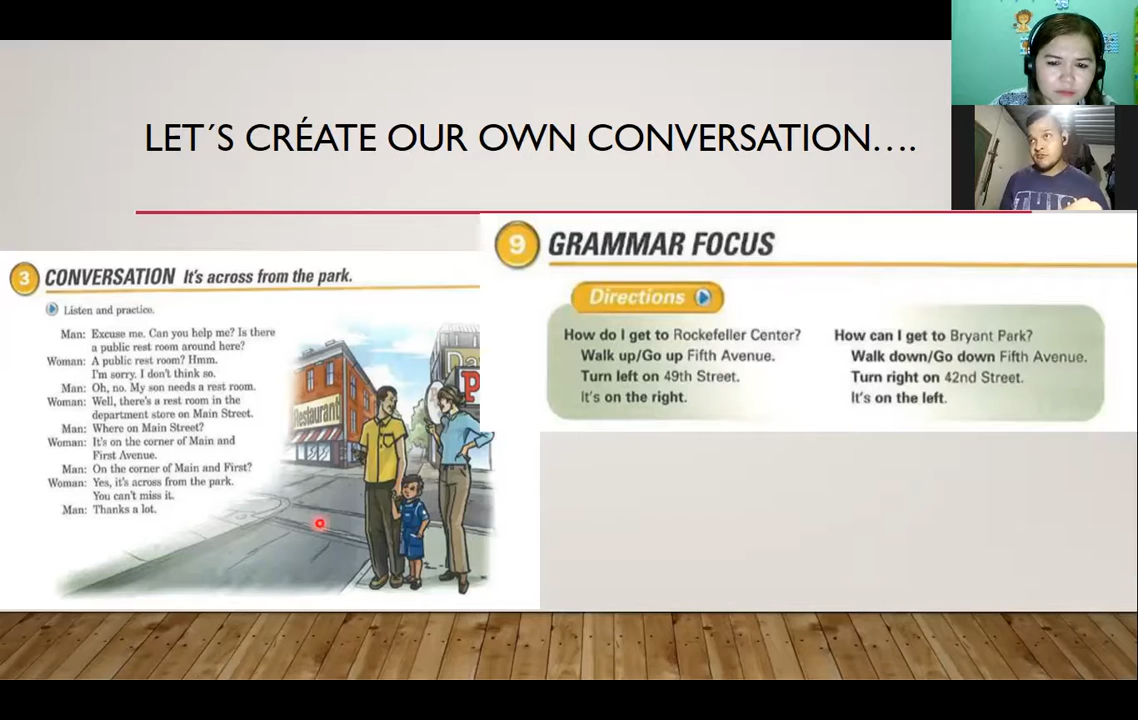 LET´S CRÉATE OUR OWN CONVERSATION….
3 CONVERSATION It's across from the park.
Listen and practice.
Man: Excuse me. Can you help me? Is there
a public rest room around here?
Woman: A public rest room? Hmm.
I'm sorry. I don't think so.
Man: Oh, no. My son needs a rest room.
Woman: Well, there's a rest room in the
department store on Main Street.
Man: Where on Main Street?
Woman: It's on the corner of Main and
First Avenue.
Man: On the corner of Main and First?
Woman: Yes, it's across from the park.
You can't miss it.
Man: Thanks a lot.
Restaurant
9 GRAMMAR FOCUS
Directions
How do I get to Rockefeller Center?
Walk up/Go up Fifth Avenue.
Turn left on 49th Street.
It's on the right.
How can I get to Bryant Park?
Walk down/Go down Fifth Avenue.
Turn right on 42nd Street.
It's on the left.